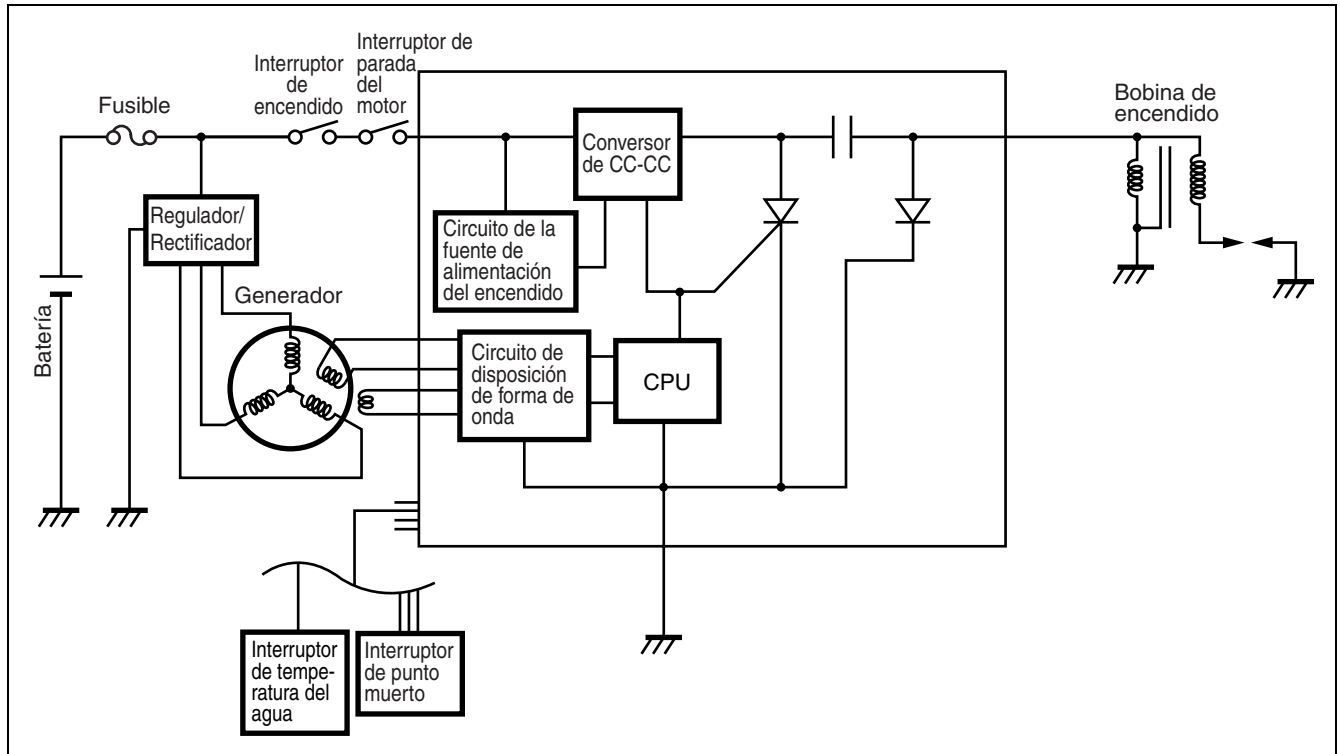 Interruptor de
parada
del
motor
Interruptor
de
encendido
Fusible
Bobina de
encendido
Conversor
de CC-CC
Regulador/
Rectificador
Circuito de la
fuente de
alimentación
del encendido
Generador
Batería
Circuito de
disposición
de forma de
onda
CPU
Interruptor
de tempe-
ratura del
agua
Interruptor
de punto
muerto